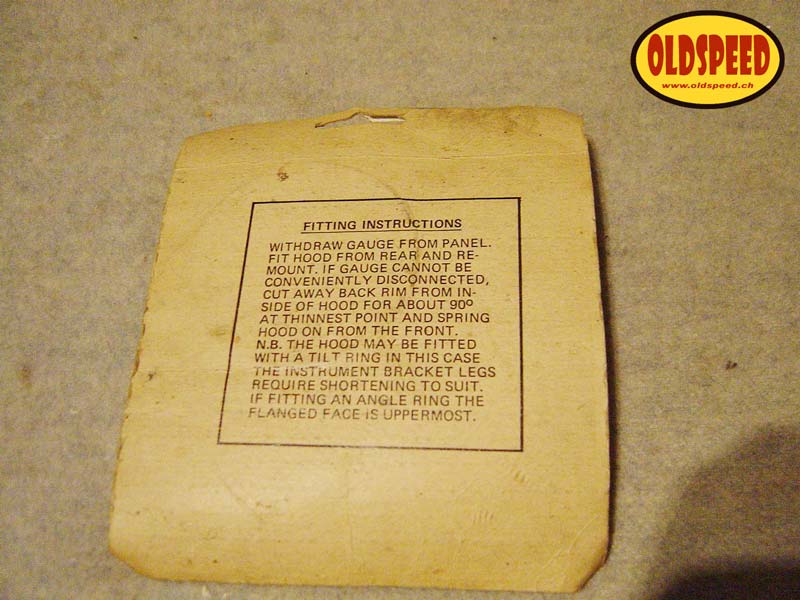 OLDSPEED
www.oldspeed.ch
FITTING INSTRUCTIONS
WITHDRAW GAUGE FROM PANEL.
FIT HOOD FROM REAR AND RE-
MOUNT. IF GAUGE CANNOT BE
CONVENIENTLY DISCONNECTED,
CUT AWAY BACK RIM FROM IN-
SIDE OF HOOD FOR ABOUT 90º
AT THINNEST POINT AND SPRING
HOOD ON FROM THE FRONT.
N.B. THE HOOD MAY BE FITTED
WITH A TILT RING IN THIS CASE
THE INSTRUMENT BRACKET LEGS
REQUIRE SHORTENING TO SUIT.
IF FITTING AN ANGLE RING THE
FLANGED FACE IS UPPERMOST.